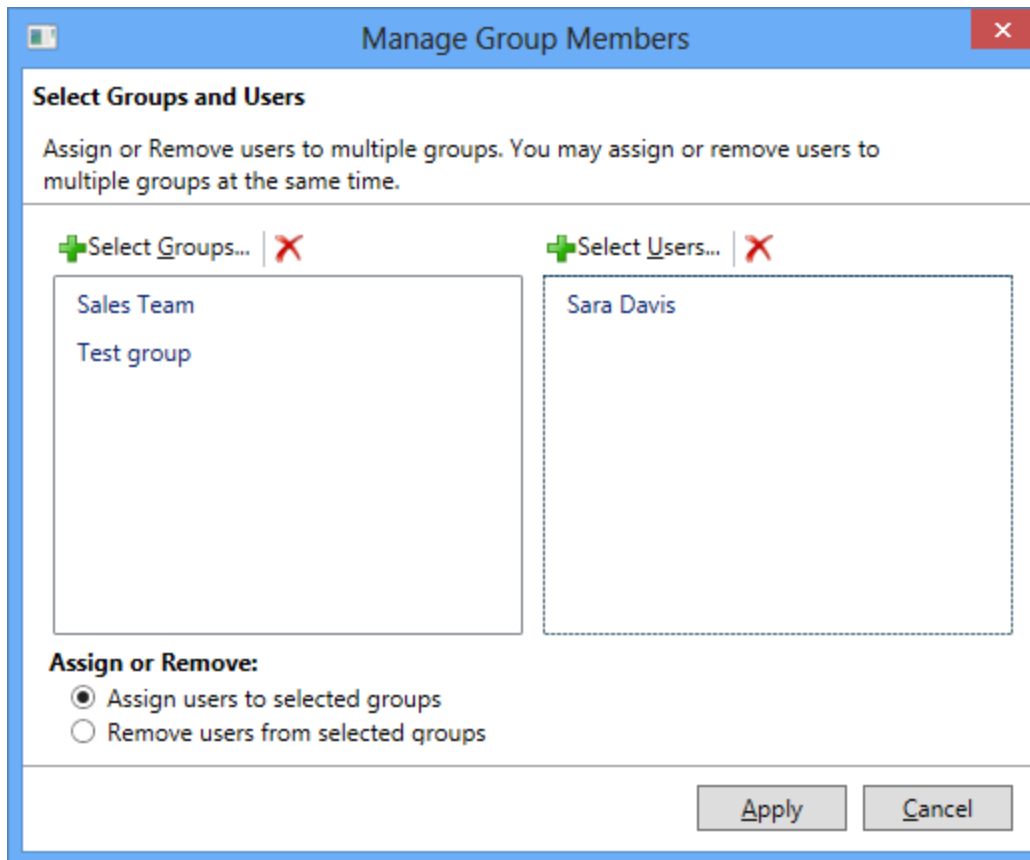 Manage Group Members
Select Groups and Users
Assign or Remove users to multiple groups. You may assign or remove users to
multiple groups at the same time.
Select Groups...
Select Users...
Sales Team
Test group
Sara Davis
Assign or Remove:
Assign users to selected groups
Remove users from selected groups
Apply
Cancel